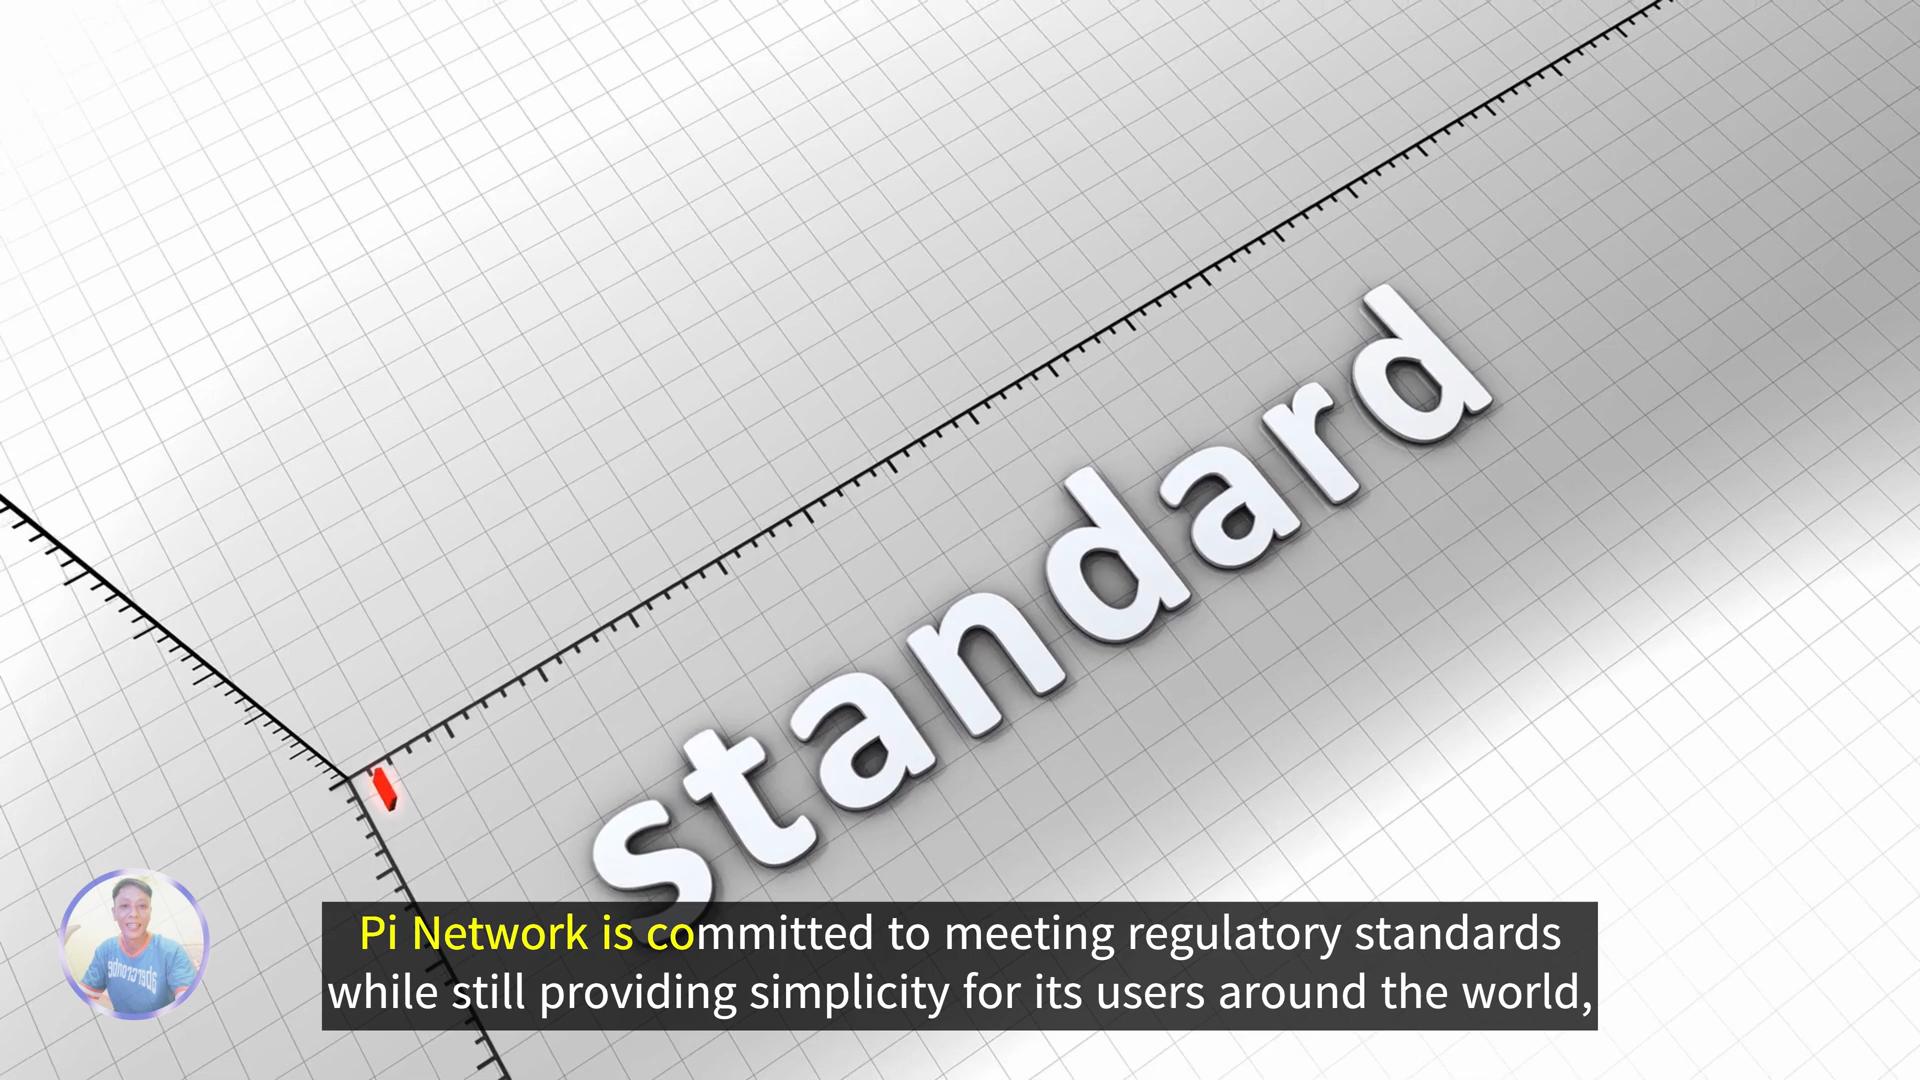 standard
Pi Network is committed to meeting regulatory standards
while still providing simplicity for its users around the world,